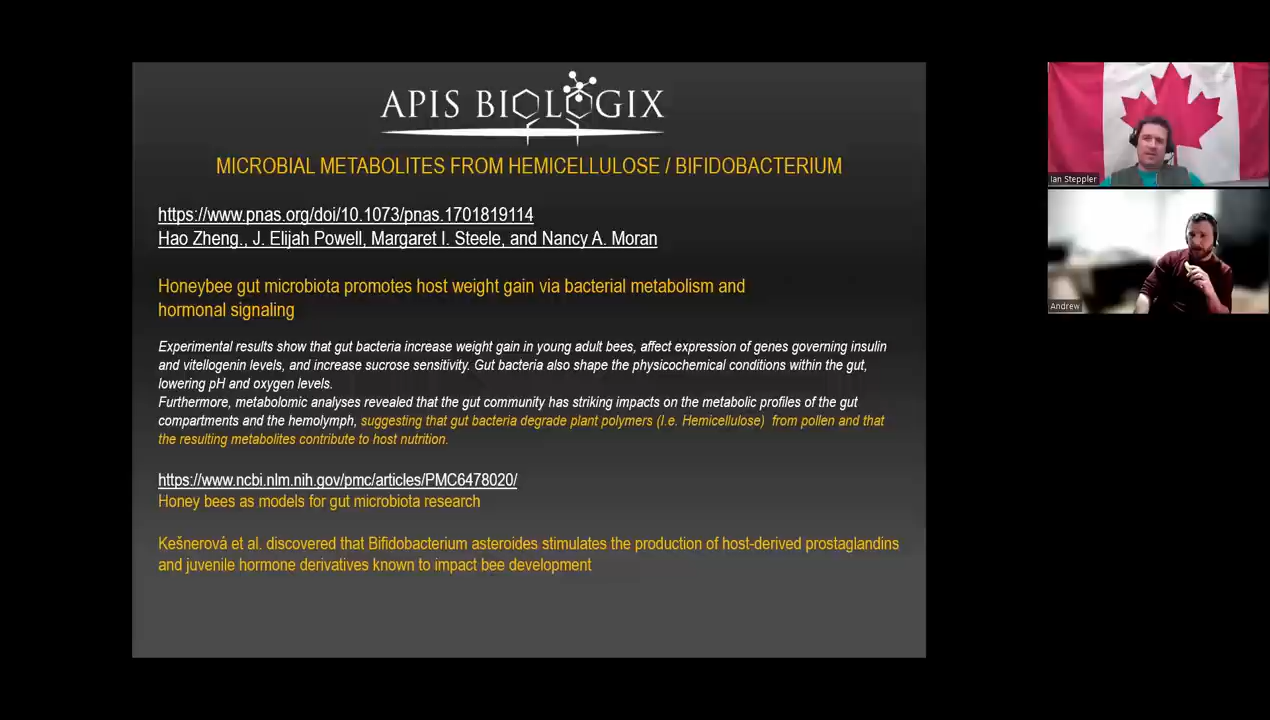 APIS BIOLOGIX
MICROBIAL METABOLITES FROM HEMICELLULOSE / BIFIDOBACTERIUM
https://www.pnas.org/doi/10.1073/pnas.1701819114
Hao Zheng., J. Elijah Powell, Margaret I. Steele, and Nancy A. Moran
Honeybee gut microbiota promotes host weight gain via bacterial metabolism and
hormonal signaling
Experimental results show that gut bacteria increase weight gain in young adult bees, affect expression of genes governing insulin
and vitellogenin levels, and increase sucrose sensitivity. Gut bacteria also shape the physicochemical conditions within the gut,
lowering pH and oxygen levels.
Furthermore, metabolomic analyses revealed that the gut community has striking impacts on the metabolic profiles of the gut
compartments and the hemolymph, suggesting that gut bacteria degrade plant polymers (I.e. Hemicellulose) from pollen and that
the resulting metabolites contribute to host nutrition.
https://www.ncbi.nlm.nih.gov/pmc/articles/PMC6478020/
Honey bees as models for gut microbiota research
Kešnerová et al. discovered that Bifidobacterium asteroides stimulates the production of host-derived prostaglandins
and juvenile hormone derivatives known to impact bee development
Ian Steppler
Andrew